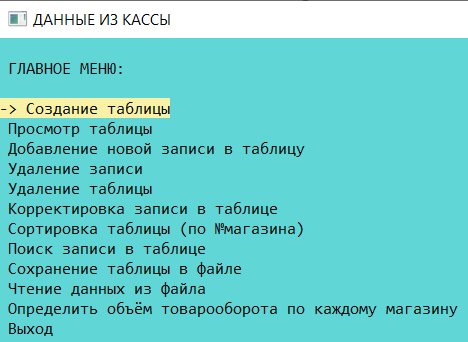 ДАННЫЕ ИЗ КАССЫ
ГЛАВНОЕ МЕНЮ:
-> Создание таблицы
Просмотр таблицы
Добавление новой записи в таблицу
Удаление записи
Удаление таблицы
Корректировка записи в таблице
Сортировка таблицы (по №магазина)
Поиск записи в таблице
Сохранение таблицы в файле
Чтение данных из файла
Определить объём товарооборота по каждому магазину
Выход